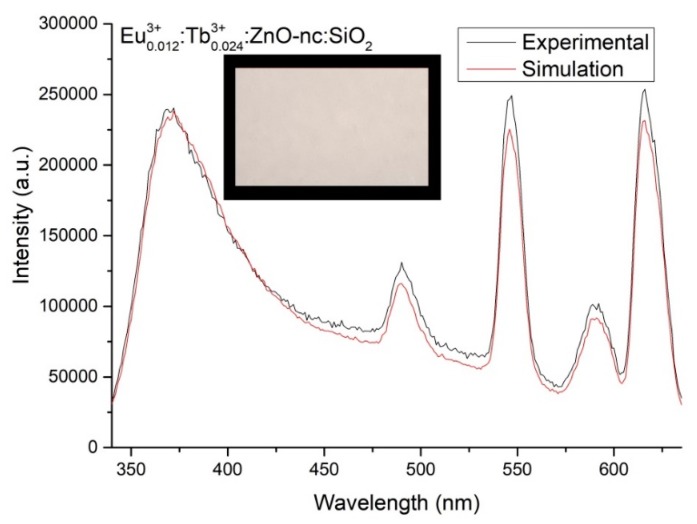 Eu³⁺₀.₀₁₂:Tb³⁺₀.₀₂₄:ZnO-nc:SiO₂
Experimental
Simulation
300000
250000
200000
150000
100000
50000
0
Intensity (a.u.)
350
400
450
500
550
600
Wavelength (nm)